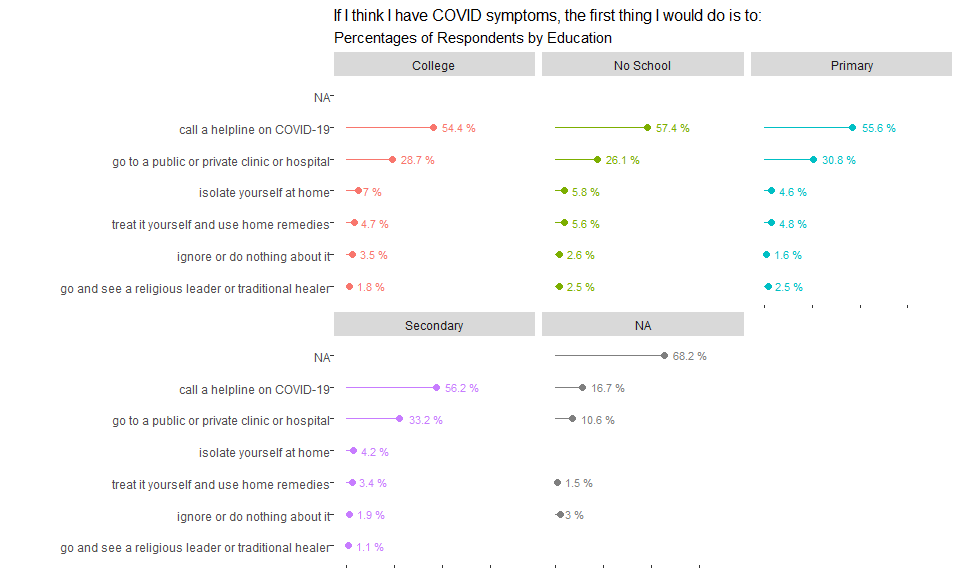 If I think I have COVID symptoms, the first thing I would do is to:
Percentages of Respondents by Education
College No School Primary
NA
call a helpline on COVID-19 54.4 % 57.4 % 55.6 %
go to a public or private clinic or hospital 28.7 % 26.1 % 30.8 %
isolate yourself at home 7 % 5.8 % 4.6 %
treat it yourself and use home remedies 4.7 % 5.6 % 4.8 %
ignore or do nothing about it 3.5 % 2.6 % 1.6 %
go and see a religious leader or traditional healer 1.8 % 2.5 % 2.5 %
Secondary NA
NA 68.2 %
call a helpline on COVID-19 56.2 % 16.7 %
go to a public or private clinic or hospital 33.2 % 10.6 %
isolate yourself at home 4.2 %
treat it yourself and use home remedies 3.4 % 1.5 %
ignore or do nothing about it 1.9 % 3 %
go and see a religious leader or traditional healer 1.1 %